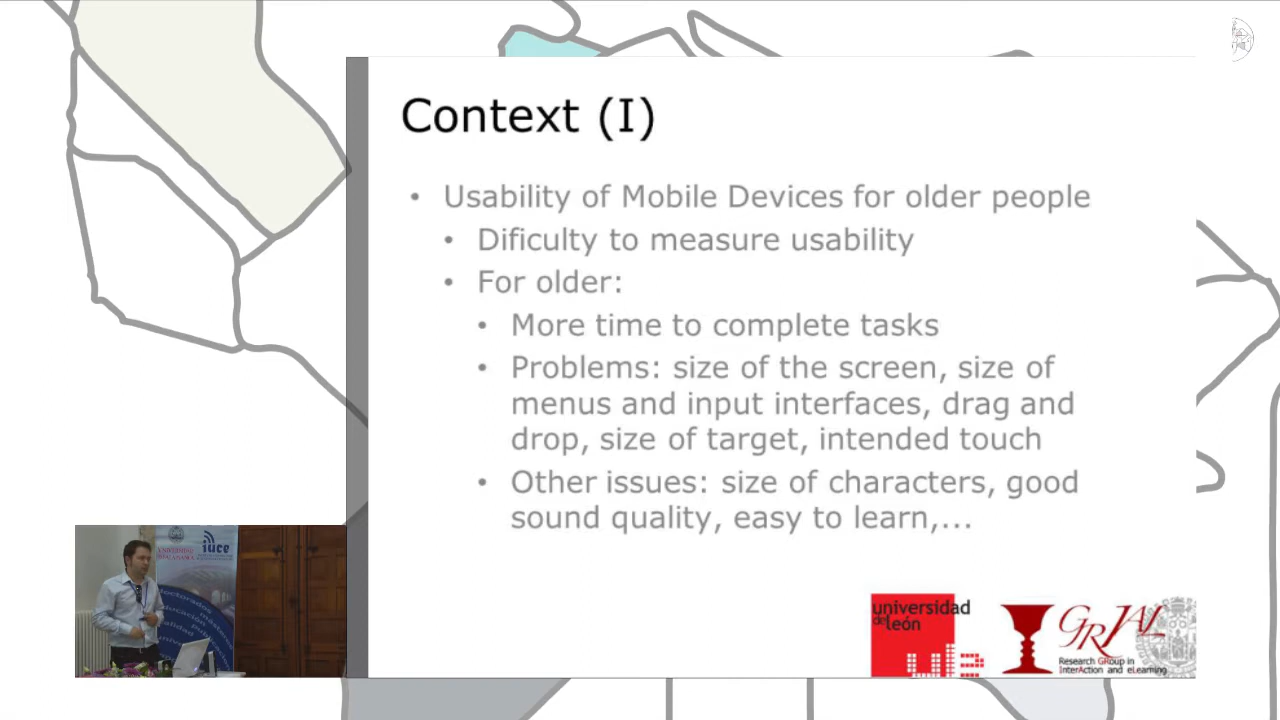 Context (I)
• Usability of Mobile Devices for older people
• Dificulty to measure usability
• For older:
• More time to complete tasks
• Problems: size of the screen, size of
menus and input interfaces, drag and
drop, size of target, intended touch
• Other issues: size of characters, good
sound quality, easy to learn,...
universidad
de león
GRIAL
Research GRoup in
InterAction and eLearning
iuce